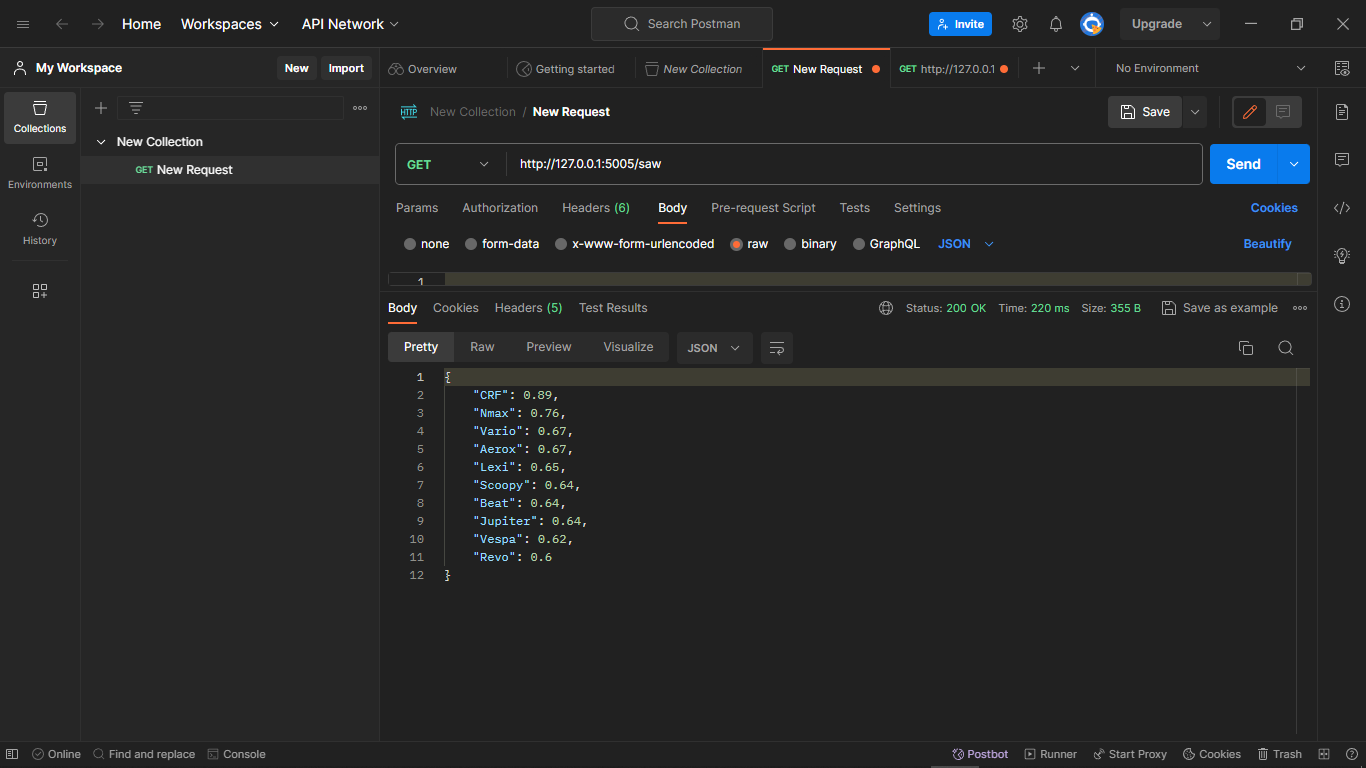 Home Workspaces API Network Search Postman Invite Upgrade
My Workspace New Import Overview Getting started New Collection GET New Request GET http://127.0.0.1 No Environment
Collections
Environments
History
New Collection
GET New Request
HTTP New Collection / New Request Save
GET http://127.0.0.1:5005/saw Send
Params Authorization Headers (6) Body Pre-request Script Tests Settings Cookies
none form-data x-www-form-urlencoded raw binary GraphQL JSON Beautify
1
Body Cookies Headers (5) Test Results Status: 200 OK Time: 220 ms Size: 355 B Save as example
Pretty Raw Preview Visualize JSON
1 {
2 "CRF": 0.89,
3 "Nmax": 0.76,
4 "Vario": 0.67,
5 "Aerox": 0.67,
6 "Lexi": 0.65,
7 "Scoopy": 0.64,
8 "Beat": 0.64,
9 "Jupiter": 0.64,
10 "Vespa": 0.62,
11 "Revo": 0.6
12 }
Online Find and replace Console Postbot Runner Start Proxy Cookies Trash